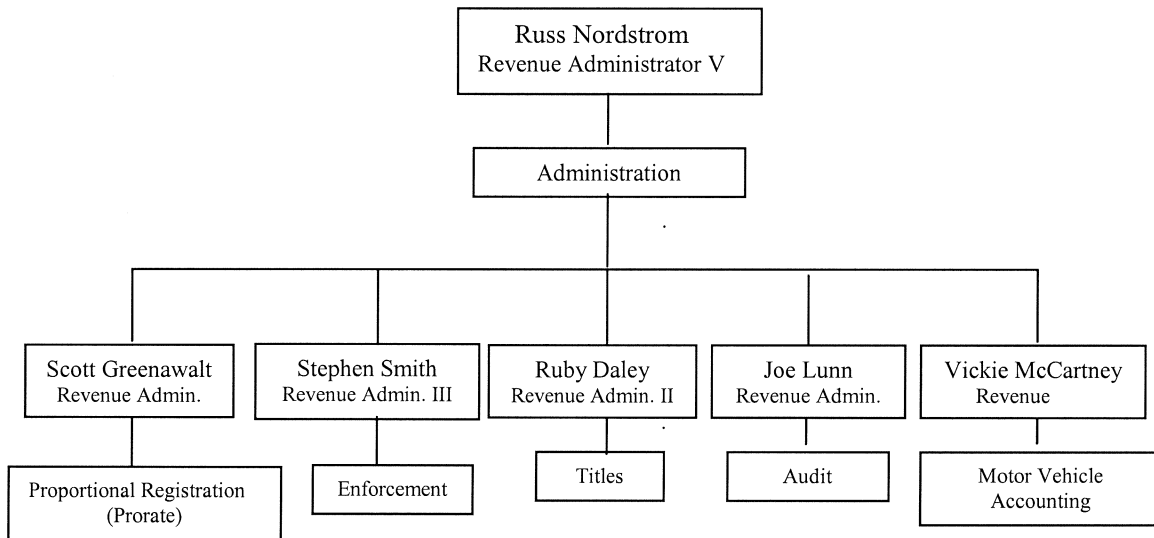 Russ Nordstrom
Revenue Administrator V
Administration
Scott Greenawalt
Revenue Admin.
Stephen Smith
Revenue Admin. III
Ruby Daley
Revenue Admin. II
Joe Lunn
Revenue Admin.
Vickie McCartney
Revenue
Proportional Registration
(Prorate)
Enforcement
Titles
Audit
Motor Vehicle
Accounting